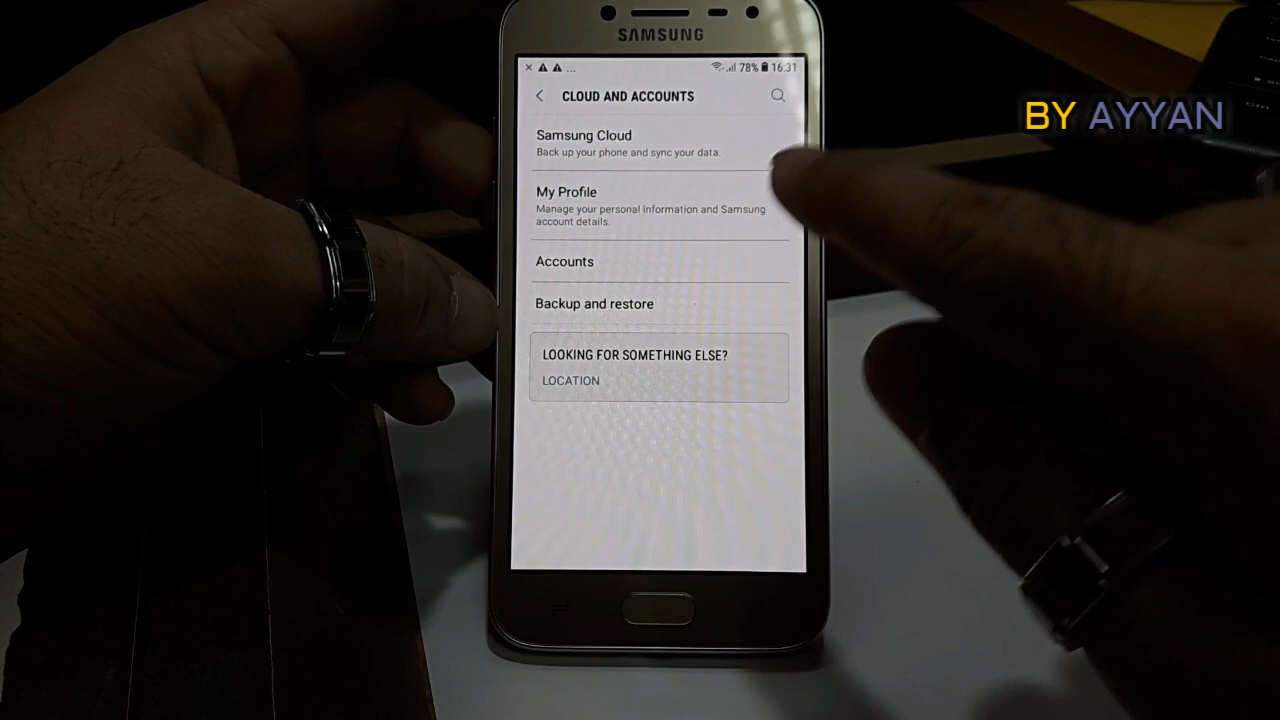 SAMSUNG
78% 16:31
CLOUD AND ACCOUNTS
BY AYYAN
Samsung Cloud
Back up your phone and sync your data.
My Profile
Manage your personal information and Samsung
account details.
Accounts
Backup and restore
LOOKING FOR SOMETHING ELSE?
LOCATION